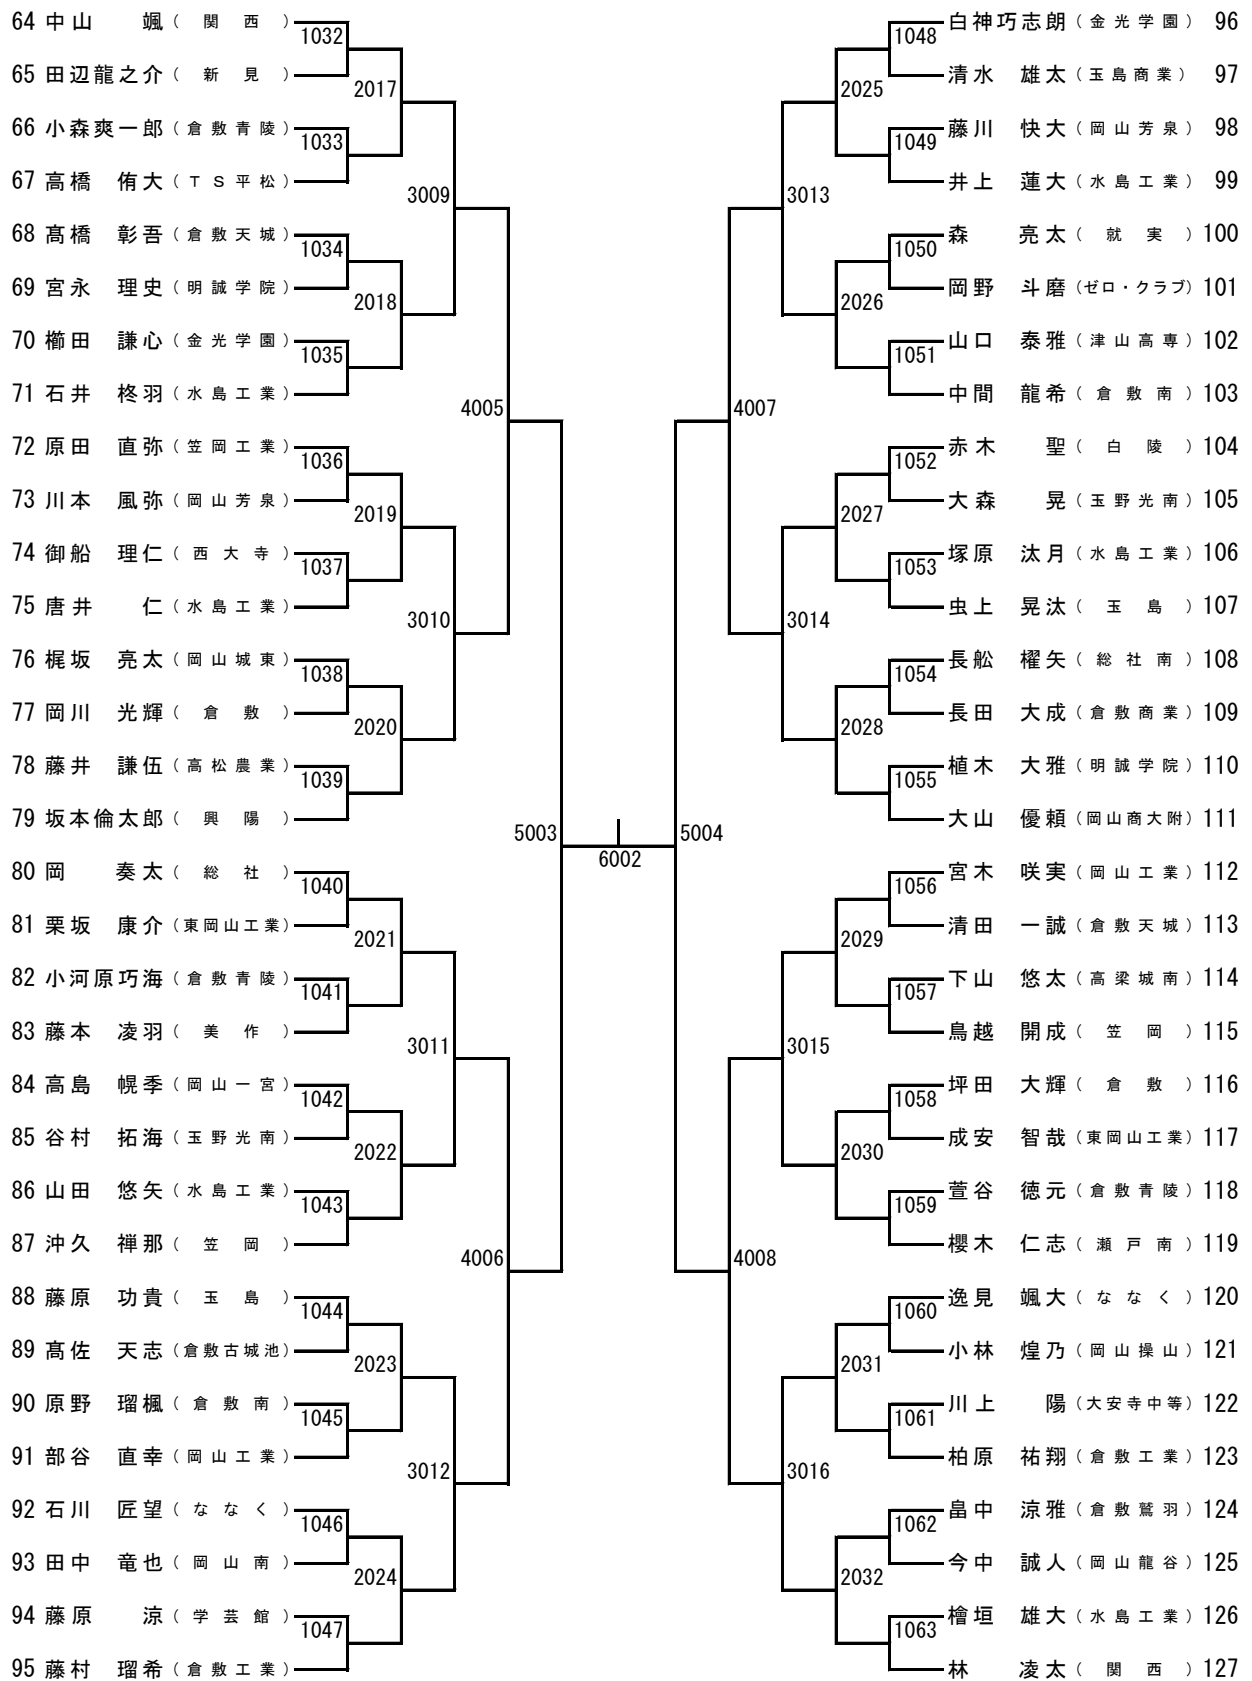 64 中山 颯 (関西)
1032
65 田辺龍之介 (新見)
2017
66 小森爽一郎 (倉敷青陵)
1033
67 高橋 侑大 (TS平松)
3009
68 髙橋 彰吾 (倉敷天城)
1034
69 宮永 理史 (明誠学院)
2018
70 櫛田 謙心 (金光学園)
1035
71 石井 柊羽 (水島工業)
4005
72 原田 直弥 (笠岡工業)
1036
73 川本 風弥 (岡山芳泉)
2019
74 御船 理仁 (西大寺)
1037
75 唐井 仁 (水島工業)
3010
76 梶坂 亮太 (岡山城東)
1038
77 岡川 光輝 (倉敷)
2020
78 藤井 謙伍 (高松農業)
1039
79 坂本倫太郎 (興陽)
5003
80 岡 奏太 (総社)
1040
81 栗坂 康介 (東岡山工業)
2021
82 小河原巧海 (倉敷青陵)
1041
83 藤本 凌羽 (美作)
3011
84 高島 幌季 (岡山一宮)
1042
85 谷村 拓海 (玉野光南)
2022
86 山田 悠矢 (水島工業)
1043
87 沖久 禅那 (笠岡)
4006
88 藤原 功貴 (玉島)
1044
89 髙佐 天志 (倉敷古城池)
2023
90 原野 瑠楓 (倉敷南)
1045
91 部谷 直幸 (岡山工業)
3012
92 石川 匠望 (ななく)
1046
93 田中 竜也 (岡山南)
2024
94 藤原 涼 (学芸館)
1047
95 藤村 瑠希 (倉敷工業)
6002
白神巧志朗 (金光学園) 96
1048
清水 雄太 (玉島商業) 97
2025
藤川 快大 (岡山芳泉) 98
1049
井上 蓮大 (水島工業) 99
3013
森 亮太 (就実) 100
1050
岡野 斗磨 (ゼロ・クラブ) 101
2026
山口 泰雅 (津山高専) 102
1051
中間 龍希 (倉敷南) 103
4007
赤木 聖 (白陵) 104
1052
大森 晃 (玉野光南) 105
2027
塚原 汰月 (水島工業) 106
1053
虫上 晃汰 (玉島) 107
3014
長舩 櫂矢 (総社南) 108
1054
長田 大成 (倉敷商業) 109
2028
植木 大雅 (明誠学院) 110
1055
大山 優頼 (岡山商大附) 111
5004
宮木 咲実 (岡山工業) 112
1056
清田 一誠 (倉敷天城) 113
2029
下山 悠太 (高梁城南) 114
1057
鳥越 開成 (笠岡) 115
3015
坪田 大輝 (倉敷) 116
1058
成安 智哉 (東岡山工業) 117
2030
萱谷 徳元 (倉敷青陵) 118
1059
櫻木 仁志 (瀬戸南) 119
4008
逸見 颯大 (ななく) 120
1060
小林 煌乃 (岡山操山) 121
2031
川上 陽 (大安寺中等) 122
1061
柏原 祐翔 (倉敷工業) 123
3016
畠中 涼雅 (倉敷鷲羽) 124
1062
今中 誠人 (岡山龍谷) 125
2032
檜垣 雄大 (水島工業) 126
1063
林 凌太 (関西) 127